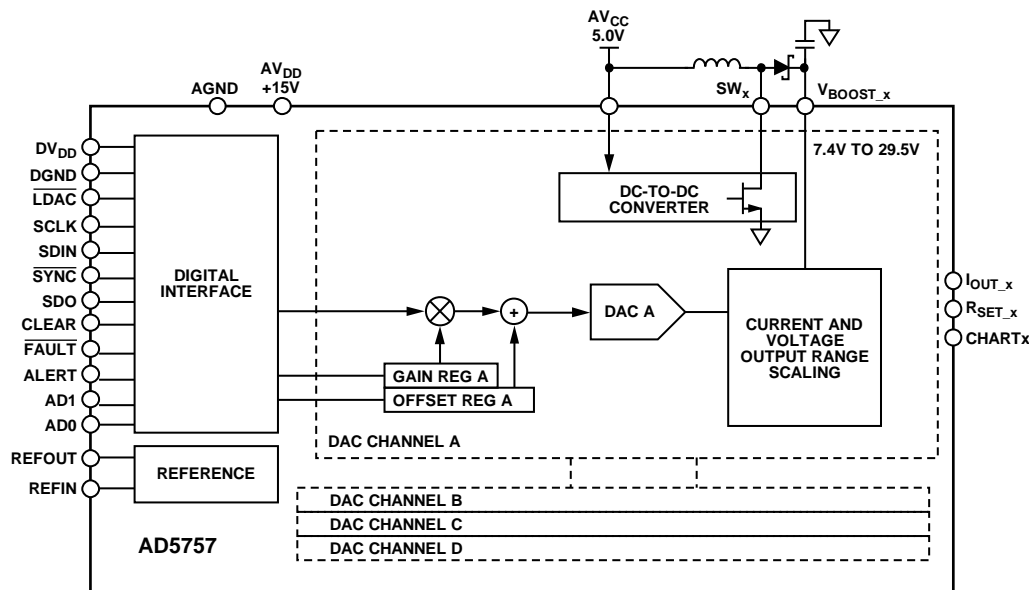 AVCC
5.0V
AVDD
+15V
AGND
SWx
VBOOST_x
7.4V TO 29.5V
DVDD
DGND
LDAC
SCLK
SDIN
SYNC
SDO
CLEAR
FAULT
ALERT
AD1
AD0
REFOUT
REFIN
DIGITAL
INTERFACE
REFERENCE
DC-TO-DC
CONVERTER
+
DAC A
GAIN REG A
OFFSET REG A
CURRENT AND
VOLTAGE
OUTPUT RANGE
SCALING
IOUT_x
RSET_x
CHARTx
DAC CHANNEL A
DAC CHANNEL B
DAC CHANNEL C
DAC CHANNEL D
AD5757